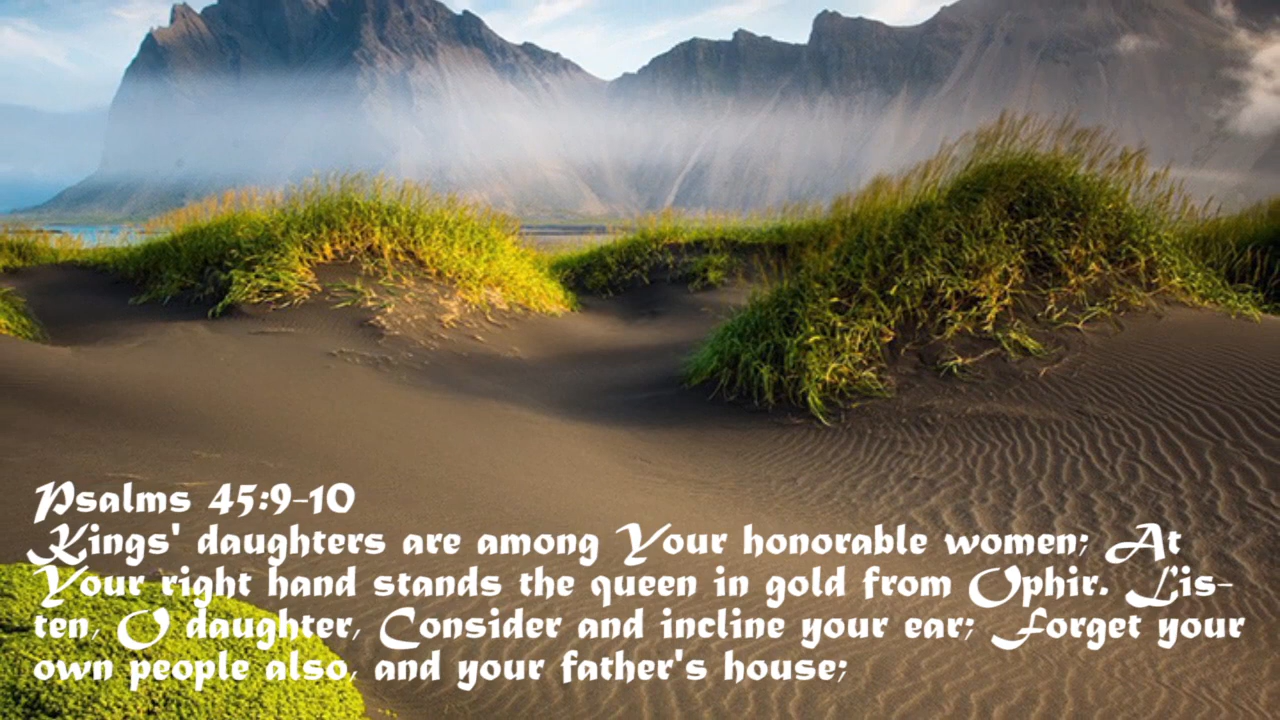 Psalms 45:9-10
Kings' daughters are among Your honorable women; At
Your right hand stands the queen in gold from Ophir. Lis-
ten, O daughter, Consider and incline your ear; Forget your
own people also, and your father's house;